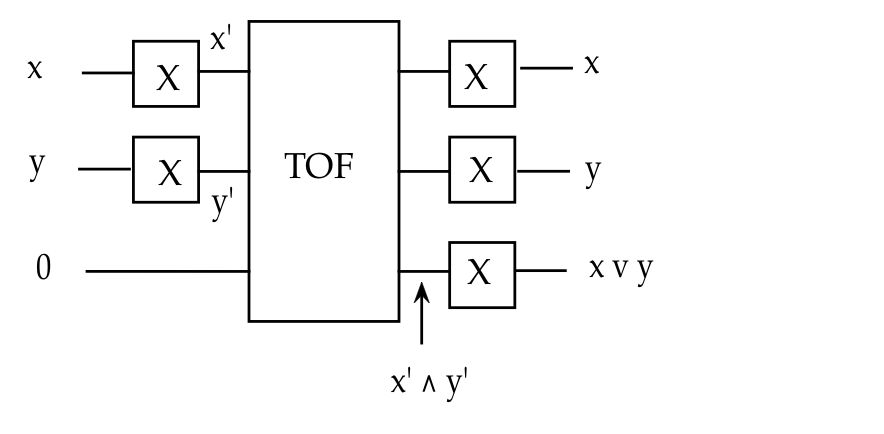 x'
x X X x
y X TOF X y
y'
0 X x v y
x' ∧ y'